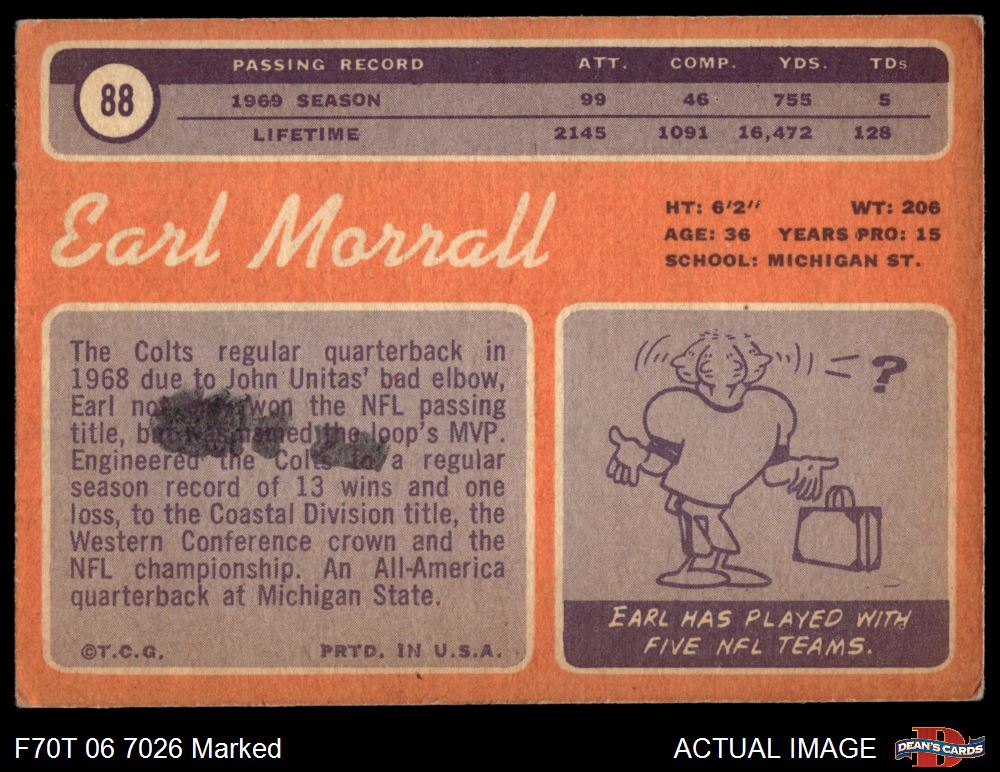 88
PASSING RECORD ATT. COMP. YDS. TDs
1969 SEASON 99 46 755 5
LIFETIME 2145 1091 16,472 128
Earl Morrall
HT: 6'2" WT: 206
AGE: 36 YEARS PRO: 15
SCHOOL: MICHIGAN ST.
The Colts regular quarterback in
1968 due to John Unitas' bad elbow,
Earl not won the NFL passing
title, but was named the loop's MVP.
Engineered the Colts to a regular
season record of 13 wins and one
loss, to the Coastal Division title, the
Western Conference crown and the
NFL championship. An All-America
quarterback at Michigan State.
©T.C.G. PRTD. IN U.S.A.
?
EARL HAS PLAYED WITH
FIVE NFL TEAMS.
F70T 06 7026 Marked
ACTUAL IMAGE
DEAN'S CARDS